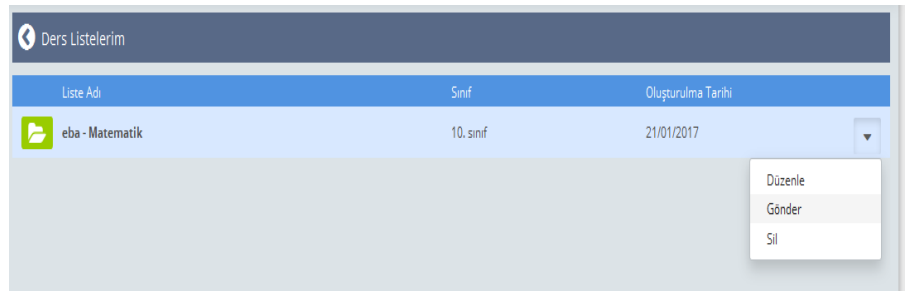 Ders Listelerim
Liste Adı Sınıf Oluşturulma Tarihi
eba - Matematik 10. sınıf 21/01/2017
Düzenle
Gönder
Sil